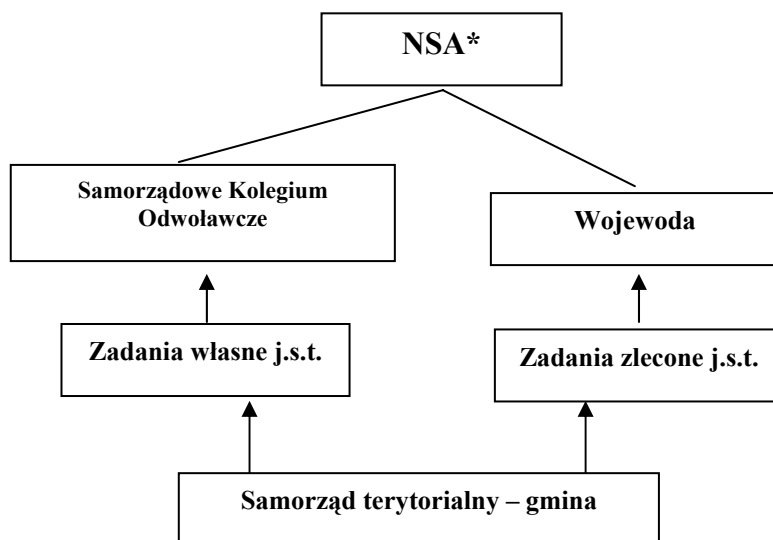 NSA*
Samorządowe Kolegium
Odwoławcze
Wojewoda
Zadania własne j.s.t.
Zadania zlecone j.s.t.
Samorząd terytorialny – gmina